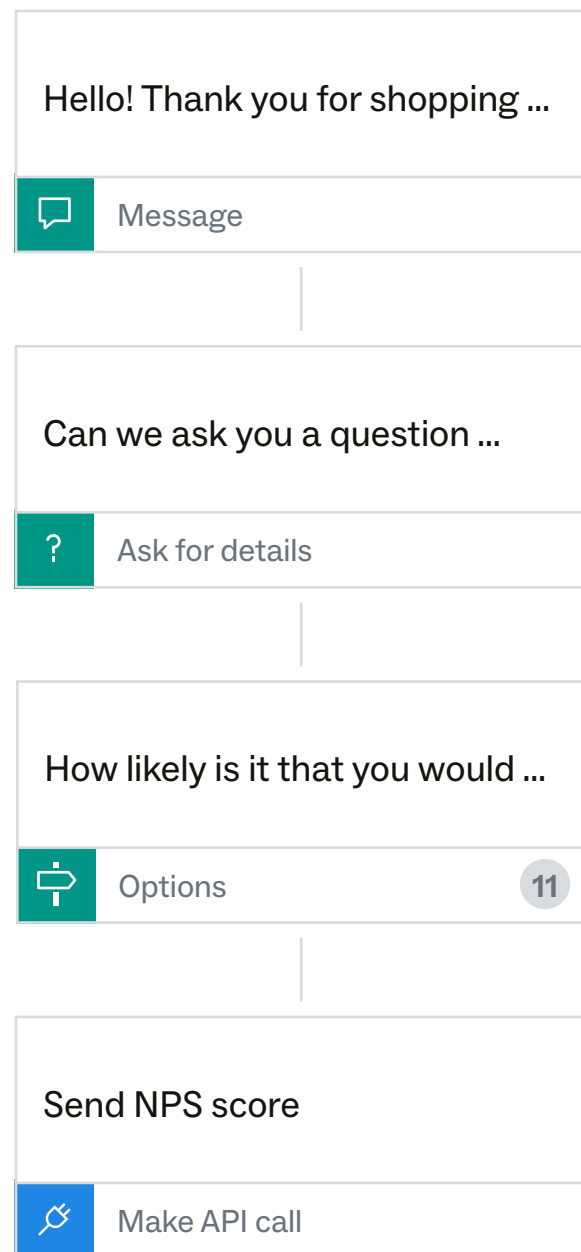 Hello! Thank you for shopping ...
Message
Can we ask you a question ...
?
Ask for details
How likely is it that you would ...
Options 11
Send NPS score
Make API call